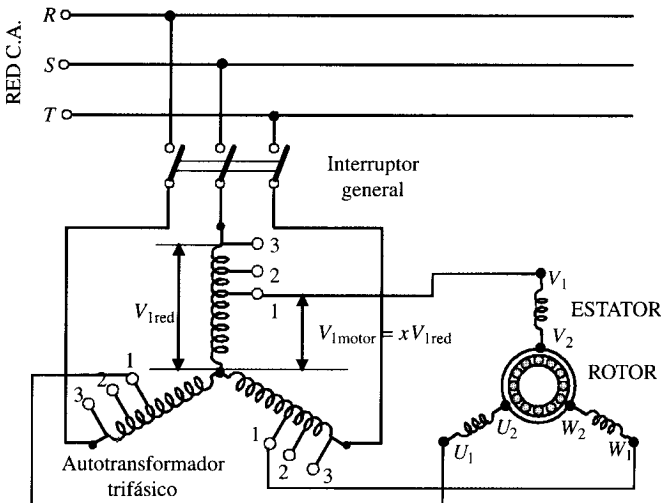 RED C.A.
R
S
T
Interruptor
general
3
2
1
V1red
V1motor = xV1red
V1
ESTATOR
V2
ROTOR
1
2
3
1
2
3
U2
W2
U1
W1
Autotransformador
trifásico